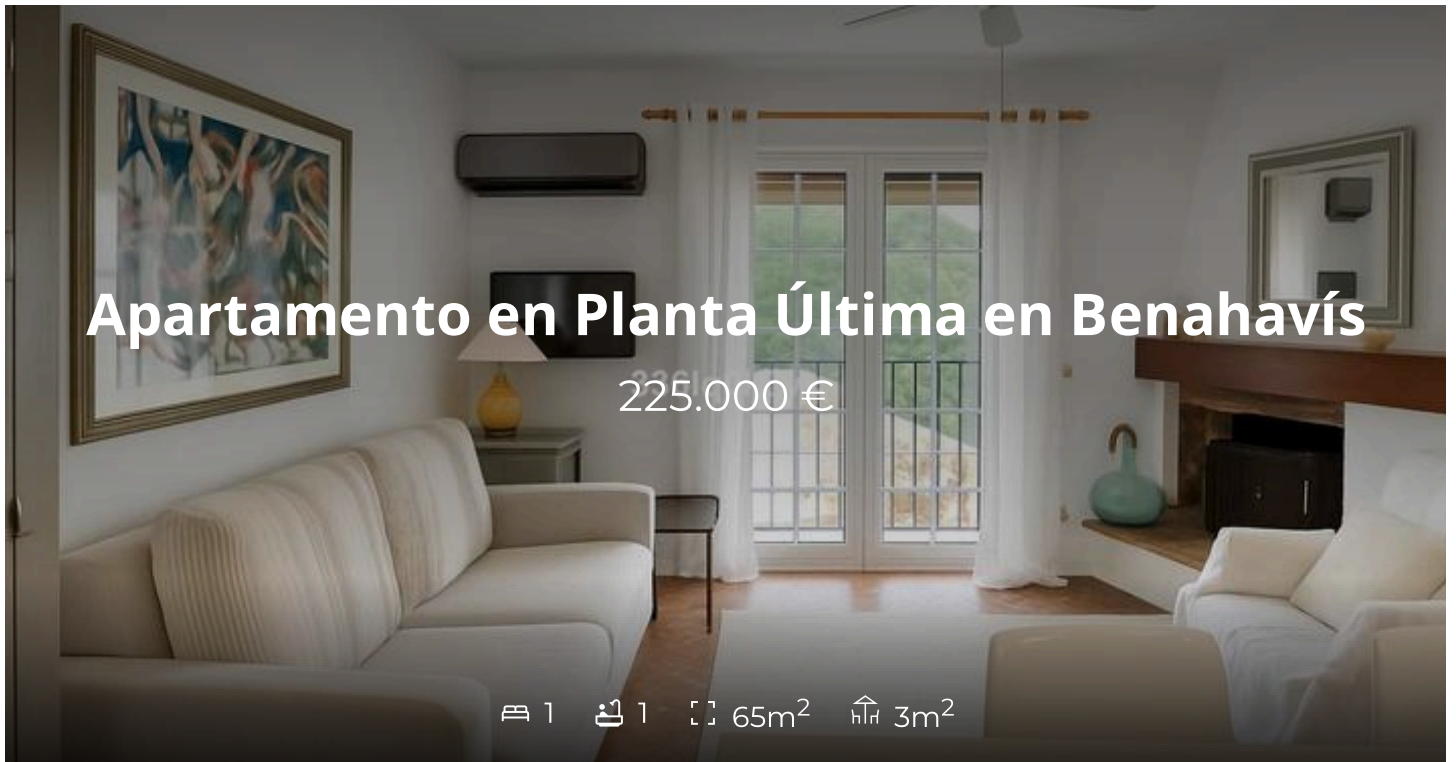 Apartamento en Planta Última en Benahavís
225.000 €
1 1 65m² 3m²